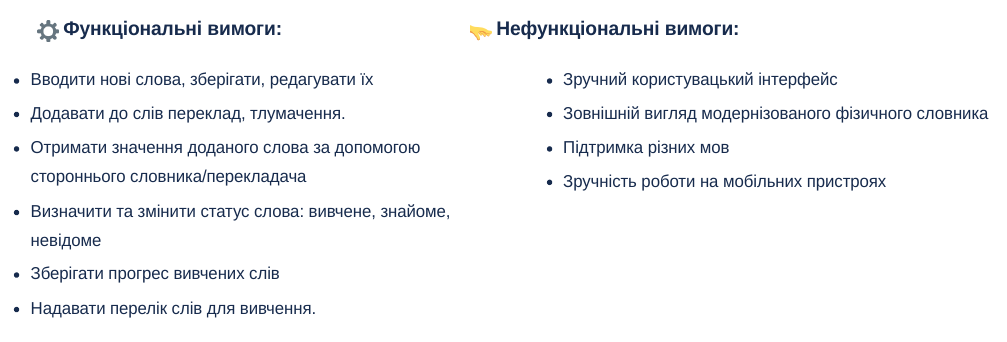 Функціональні вимоги:
Вводити нові слова, зберігати, редагувати їх
Додавати до слів переклад, тлумачення.
Отримати значення доданого слова за допомогою
стороннього словника/перекладача
Визначити та змінити статус слова: вивчене, знайоме,
невідоме
Зберігати прогрес вивчених слів
Надавати перелік слів для вивчення.
Нефункціональні вимоги:
Зручний користувацький інтерфейс
Зовнішній вигляд модернізованого фізичного словника
Підтримка різних мов
Зручність роботи на мобільних пристроях